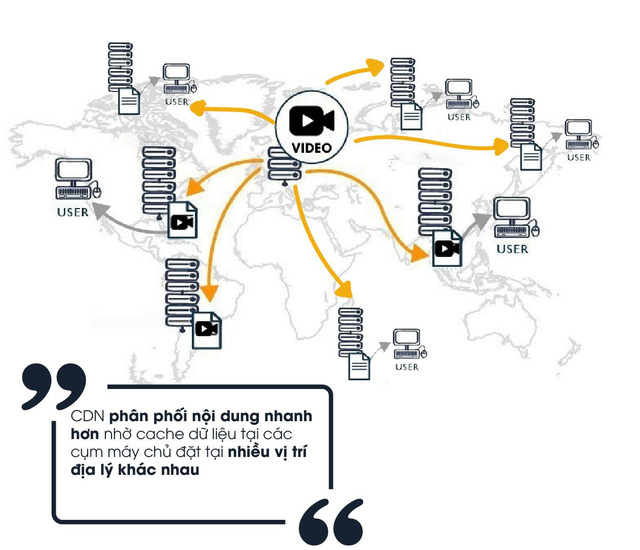 USER
USER
VIDEO
USER
USER
USER
USER
USER
CDN phân phối nội dung nhanh
hơn nhờ cache dữ liệu tại các
cụm máy chủ đặt tại nhiều vị trí
địa lý khác nhau